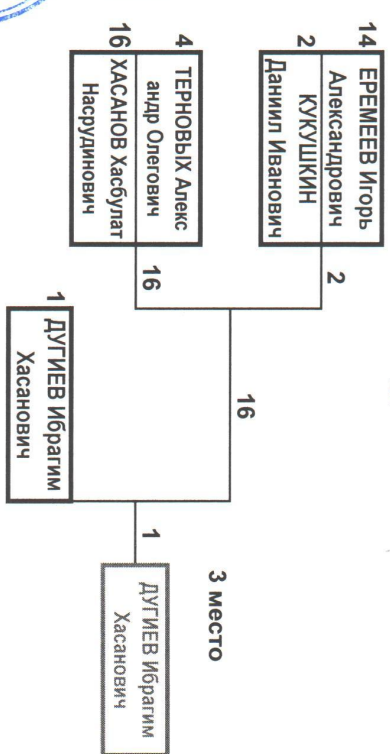 14
ЕРЕМЕЕВ Игорь
Александрович
2
КУКУШКИН
Даниил Иванович
2
4
ТЕРНОВЫХ Алекс
андр Олегович
16
ХАСАНОВ Хасбулат
Насрудинович
16
16
1
ДУГИЕВ Ибрагим
Хасанович
1
3 место
ДУГИЕВ Ибрагим
Хасанович